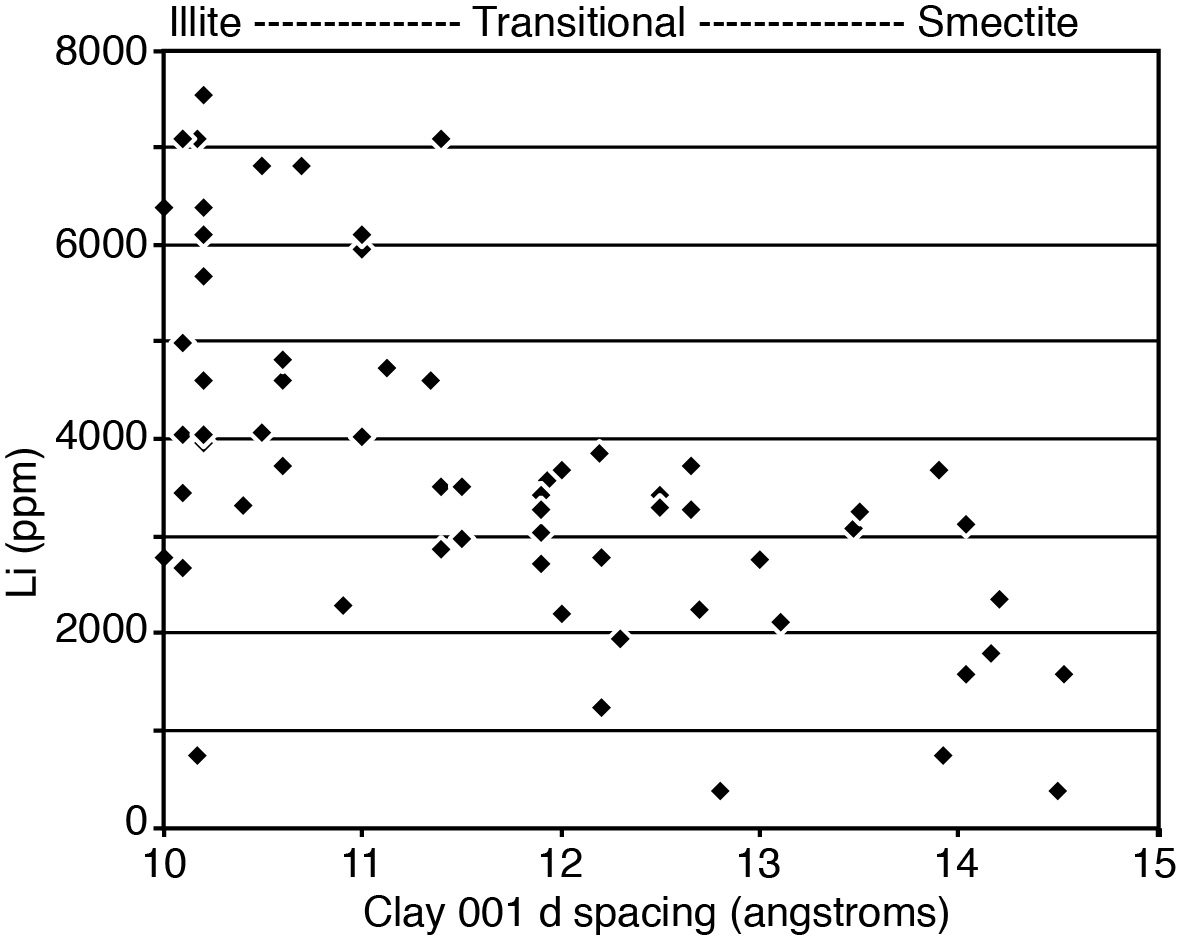 Illite ------------- Transitional ------------- Smectite
8000
6000
4000
2000
0
Li (ppm)
10 11 12 13 14 15
Clay 001 d spacing (angstroms)